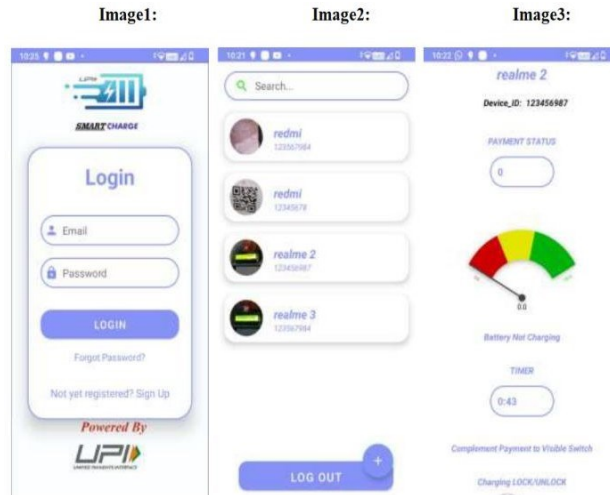 Image1:
Image2:
Image3:
10:25
UPI
SMART CHARGE
Login
Email
Password
LOGIN
Forgot Password?
Not yet registered? Sign Up
Powered By
UPI
UNIFIED PAYMENTS INTERFACE
10:21
Search...
redmi
123567984
redmi
12345678
realme 2
123456987
realme 3
123567984
+
LOG OUT
10:22
realme 2
Device_ID: 123456987
PAYMENT STATUS
0
0.0
Battery Not Charging
TIMER
0:43
Complement Payment to Visible Switch
Charging LOCK/UNLOCK